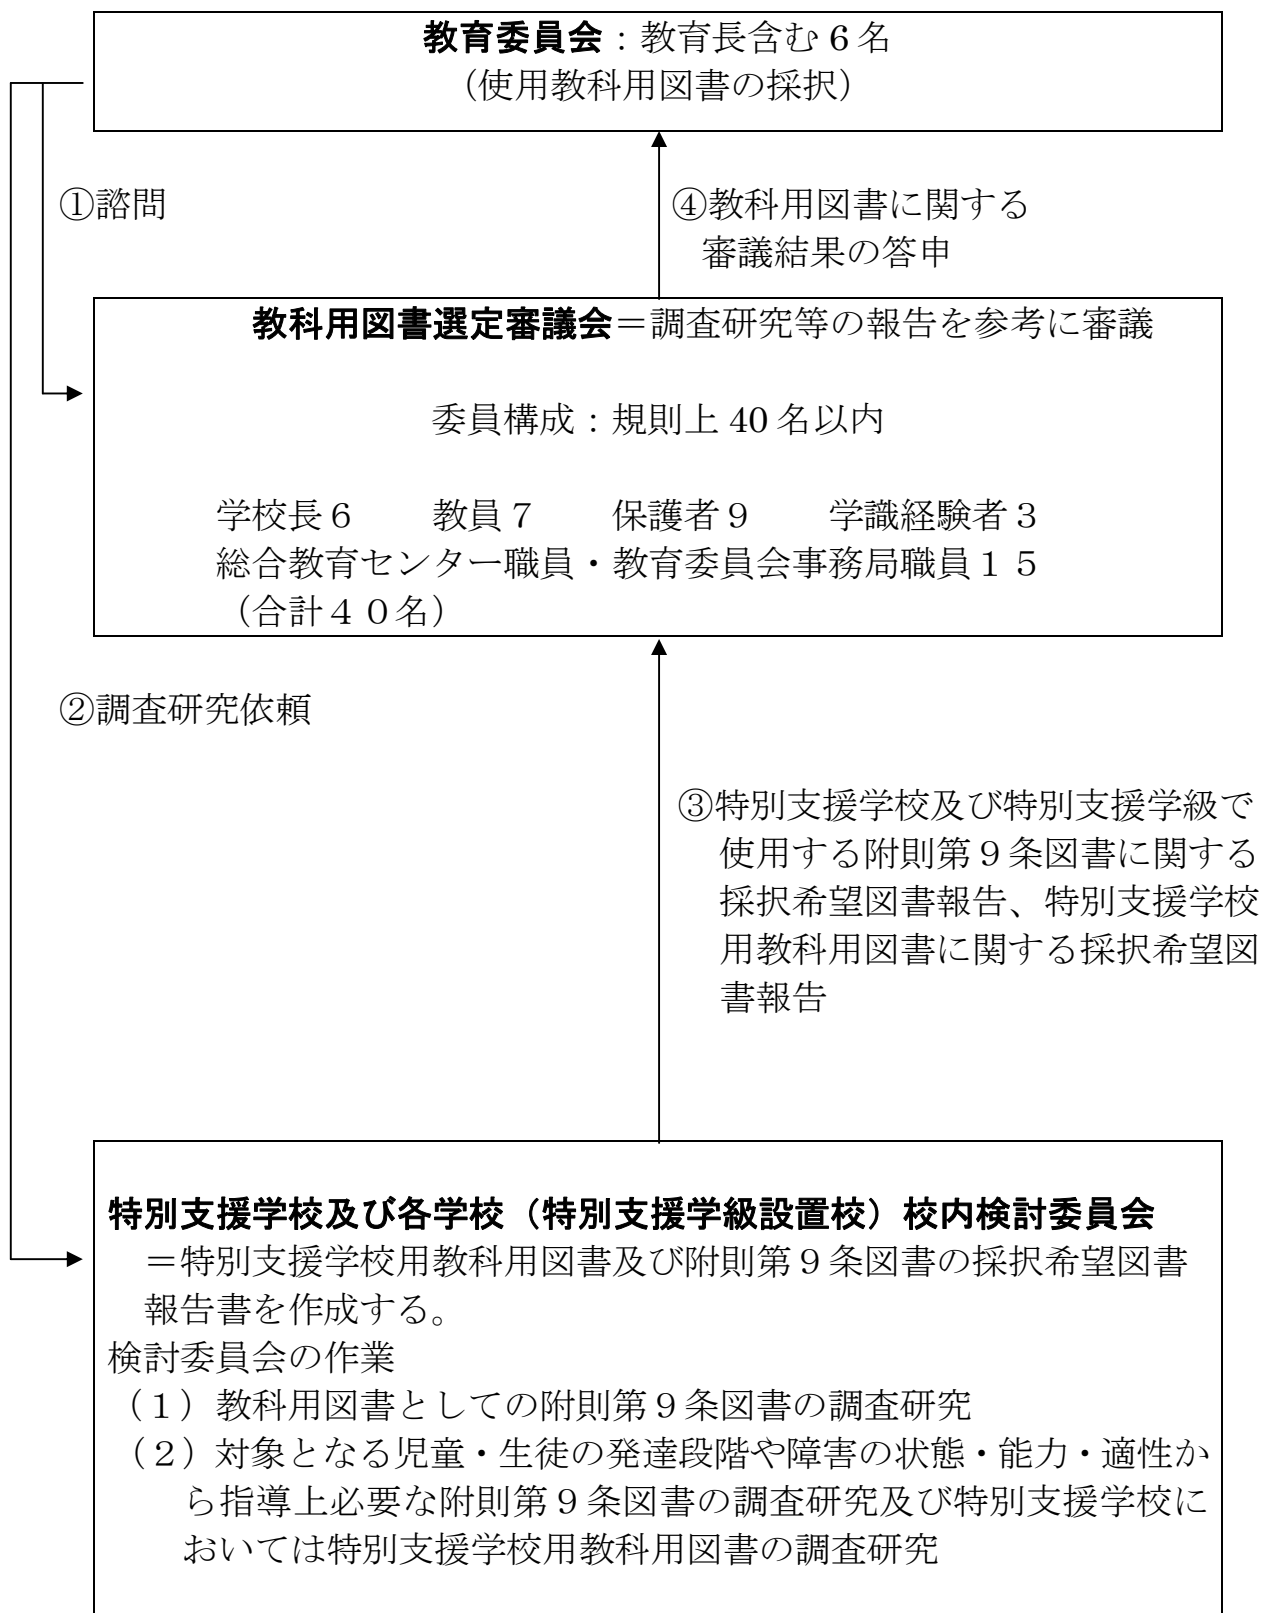 教育委員会：教育長含む 6 名
（使用教科用図書の採択）
①諮問
④教科用図書に関する
審議結果の答申
教科用図書選定審議会＝調査研究等の報告を参考に審議
委員構成：規則上 40 名以内
学校長６　　教員７　　保護者９　　学識経験者３
総合教育センター職員・教育委員会事務局職員１５
（合計４０名）
②調査研究依頼
③特別支援学校及び特別支援学級で
使用する附則第９条図書に関する
採択希望図書報告、特別支援学校
用教科用図書に関する採択希望図
書報告
特別支援学校及び各学校（特別支援学級設置校）校内検討委員会
＝特別支援学校用教科用図書及び附則第９条図書の採択希望図書
報告書を作成する。
検討委員会の作業
（１）教科用図書としての附則第９条図書の調査研究
（２）対象となる児童・生徒の発達段階や障害の状態・能力・適性か
ら指導上必要な附則第９条図書の調査研究及び特別支援学校に
おいては特別支援学校用教科用図書の調査研究